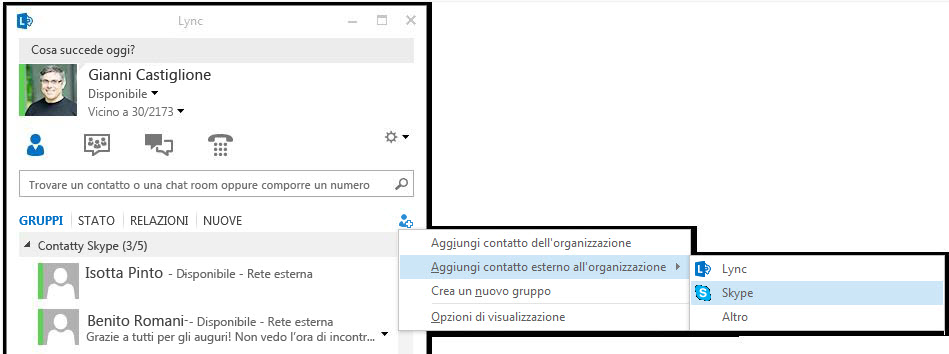 Lync
Cosa succede oggi?
Gianni Castiglione
Disponibile
Vicino a 30/2173
Trovare un contatto o una chat room oppure comporre un numero
GRUPPI STATO RELAZIONI NUOVE
Contatty Skype (3/5)
Isotta Pinto - Disponibile - Rete esterna
Benito Romani-- Disponibile - Rete esterna
Grazie a tutti per gli auguri! Non vedo l'ora di incontr...
Aggiungi contatto dell'organizzazione
Aggiungi contatto esterno all'organizzazione
Crea un nuovo gruppo
Opzioni di visualizzazione
Lync
Skype
Altro